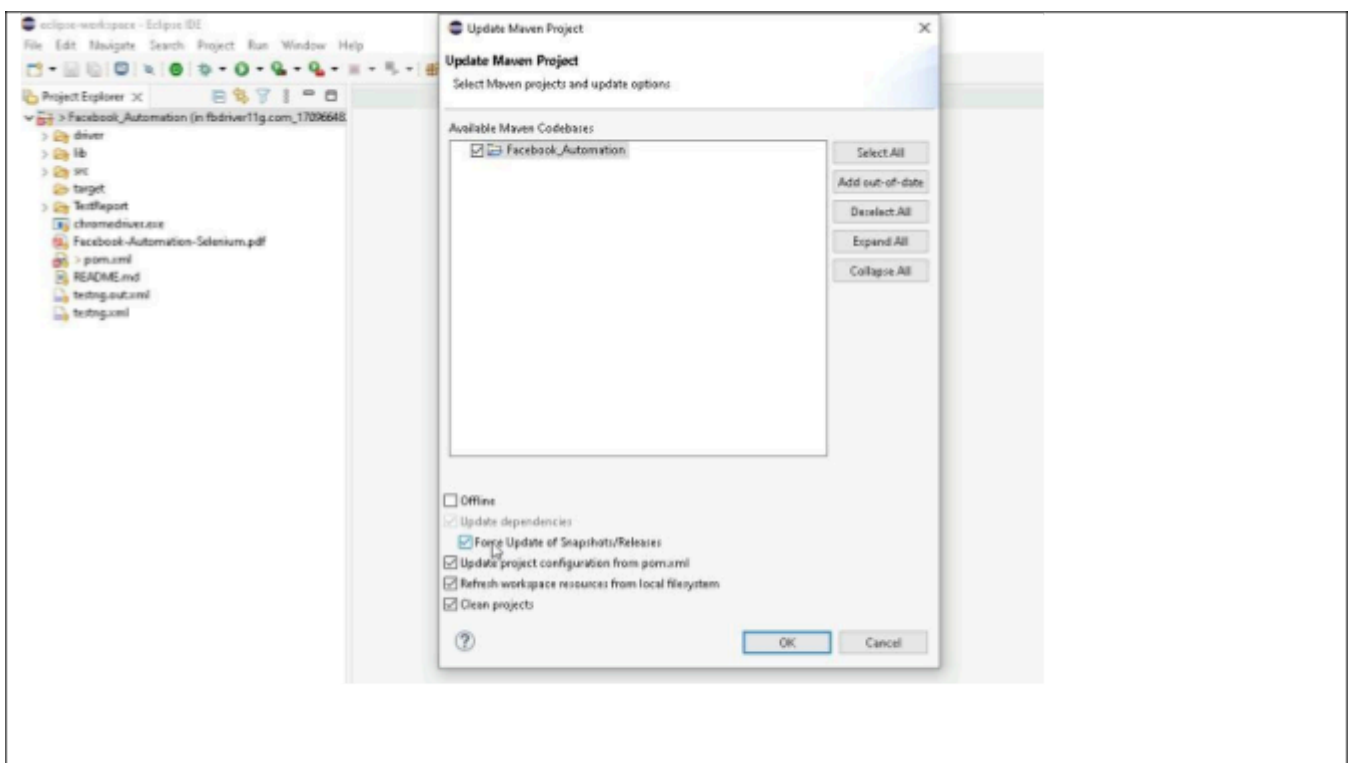 eclipse-workspace - Eclipse IDE
File Edit Navigate Search Project Run Window Help
Project Explorer
> Facebook_Automation (in fbdriver11g.com_17096648
driver
lib
src
target
TestReport
chromedriver.exe
Facebook-Automation-Selenium.pdf
> pom.xml
README.md
testng.out.xml
testng.xml
Update Maven Project
Update Maven Project
Select Maven projects and update options
Available Maven Codebases
Facebook_Automation
Select All
Add out-of-date
Deselect All
Expand All
Collapse All
Offline
Update dependencies
Force Update of Snapshots/Releases
Update project configuration from pom.xml
Refresh workspace resources from local filesystem
Clean projects
OK Cancel